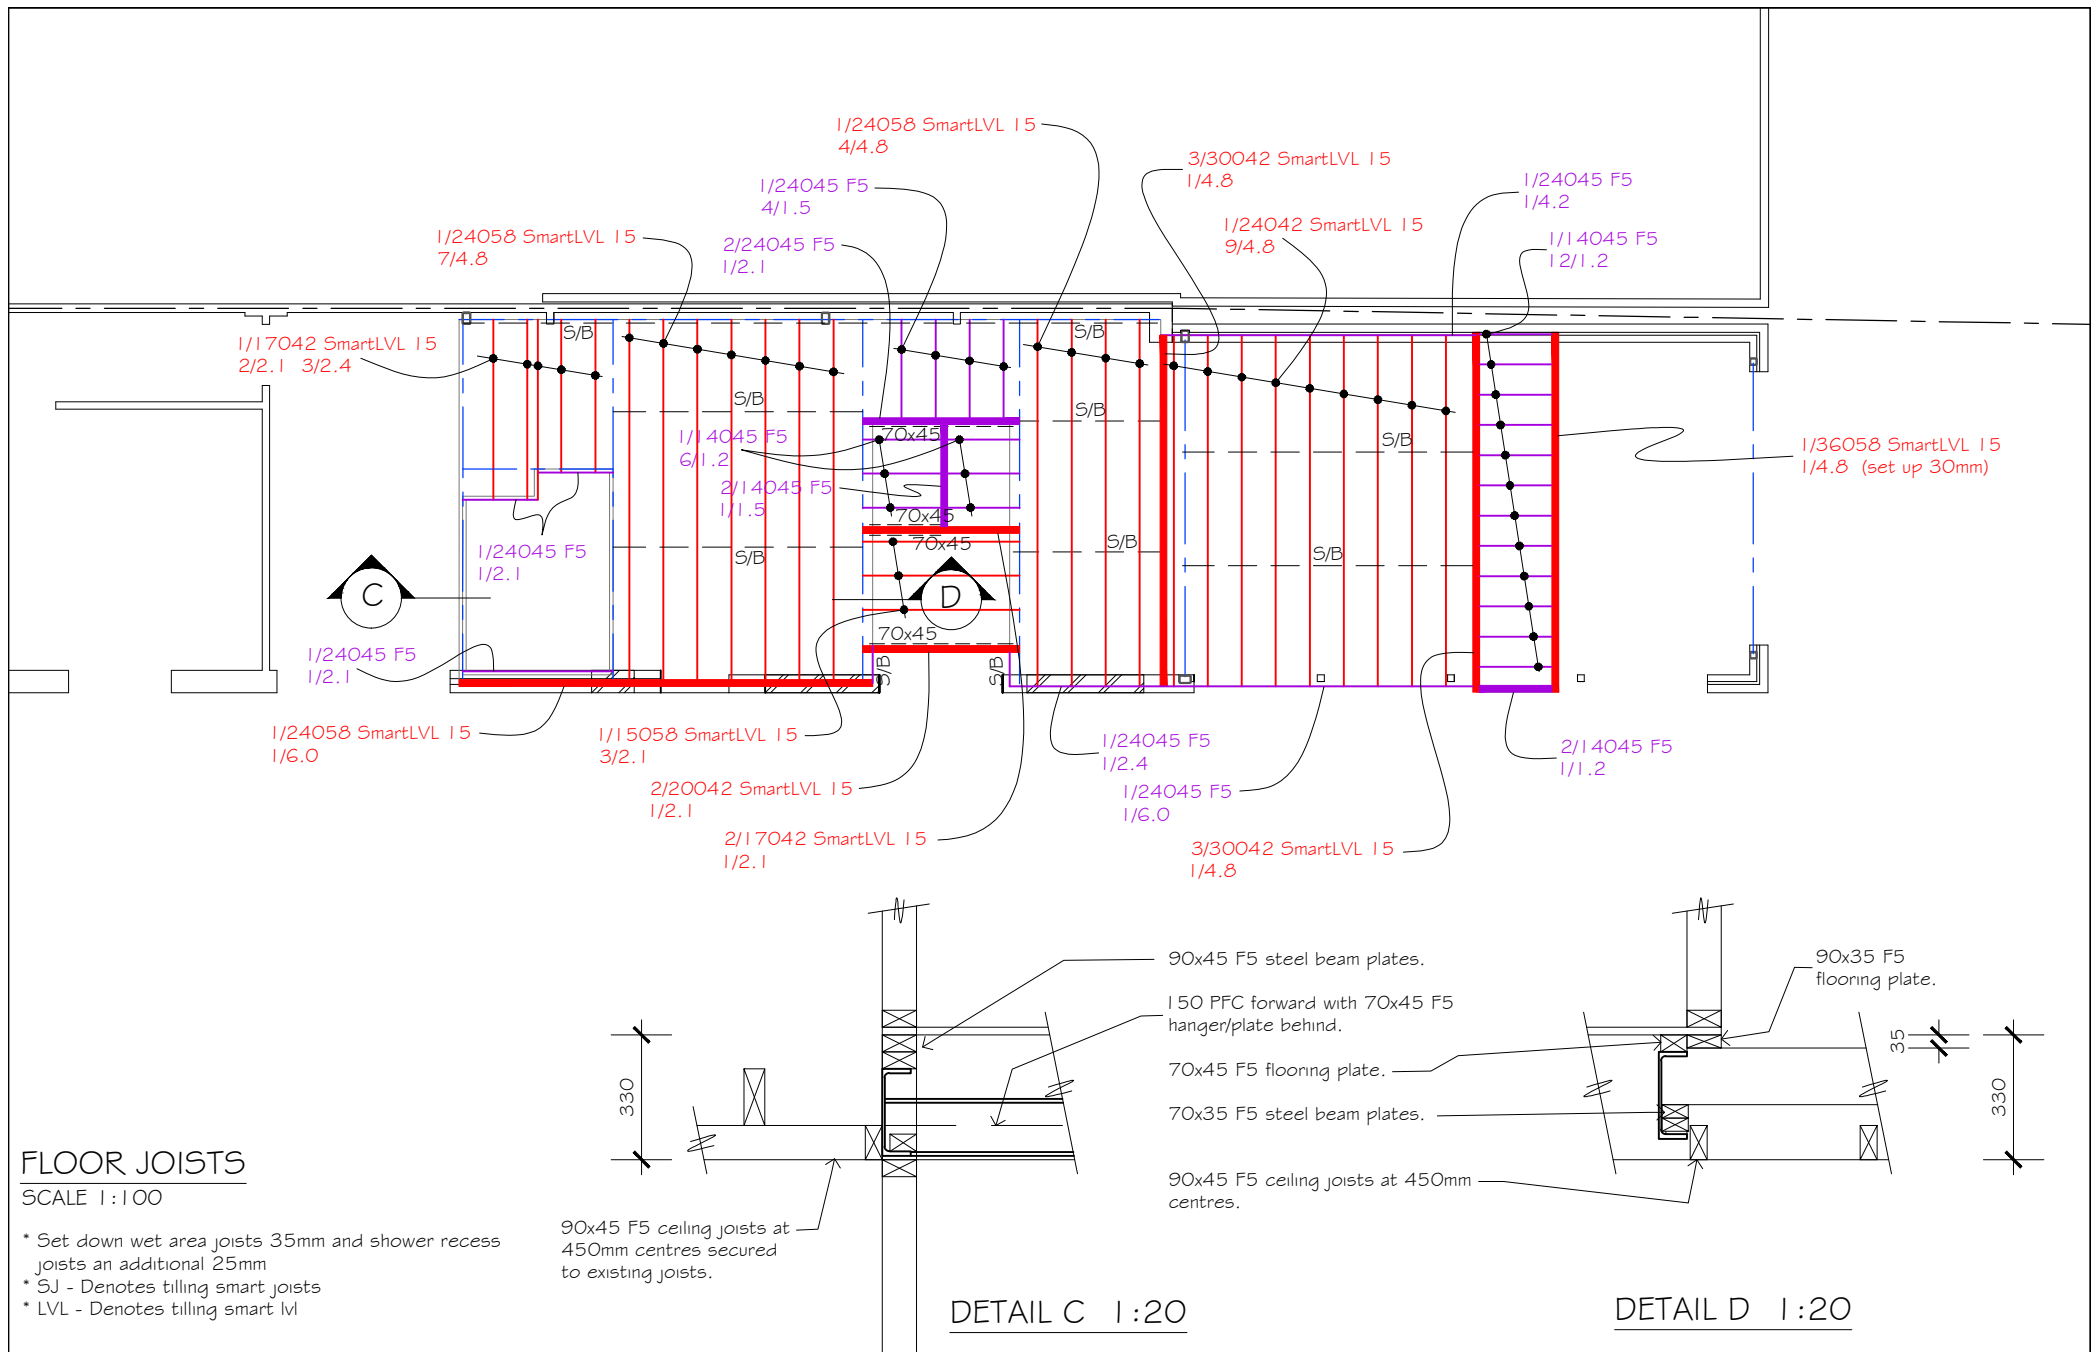 1/24058 SmartLVL 15
4/4.8
3/30042 SmartLVL 15
1/4.8
1/24045 F5
4/1.5
1/24045 F5
1/4.2
1/24058 SmartLVL 15
7/4.8
2/24045 F5
1/2.1
1/24042 SmartLVL 15
9/4.8
1/14045 F5
12/1.2
1/17042 SmartLVL 15
2/2.1 3/2.4
S/B
S/B
S/B
S/B
S/B
1/14045 F5
6/1.2
70x45
1/36058 SmartLVL 15
1/4.8 (set up 30mm)
2/14045 F5
1/1.5
70x45
70x45
S/B
S/B
S/B
1/24045 F5
1/2.1
C
D
70x45
1/24045 F5
1/2.1
S/B
S/B
1/24058 SmartLVL 15
1/6.0
1/15058 SmartLVL 15
3/2.1
1/24045 F5
1/2.4
2/14045 F5
1/1.2
2/20042 SmartLVL 15
1/2.1
1/24045 F5
1/6.0
2/17042 SmartLVL 15
1/2.1
3/30042 SmartLVL 15
1/4.8
90x45 F5 steel beam plates.
150 PFC forward with 70x45 F5
hanger/plate behind.
70x45 F5 flooring plate.
70x35 F5 steel beam plates.
90x45 F5 ceiling joists at 450mm
centres.
90x35 F5
flooring plate.
330
35
330
90x45 F5 ceiling joists at
450mm centres secured
to existing joists.
FLOOR JOISTS
SCALE 1:100
* Set down wet area joists 35mm and shower recess
joists an additional 25mm
* SJ - Denotes tilling smart joists
* LVL - Denotes tilling smart lvl
DETAIL C 1:20
DETAIL D 1:20